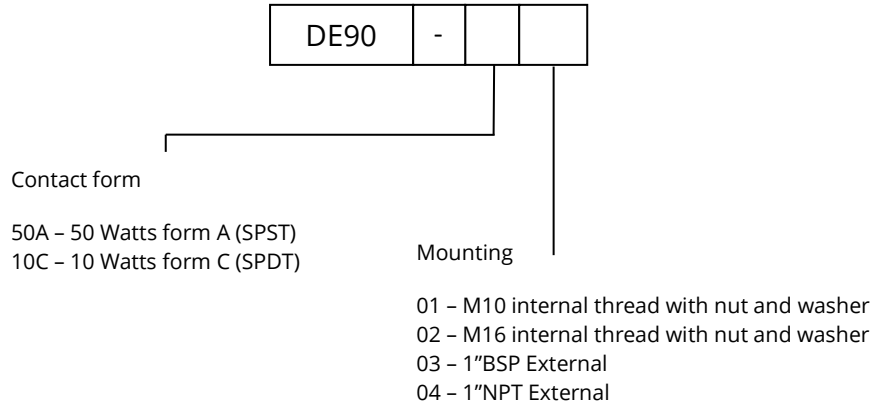 DE90 -
Contact form
50A – 50 Watts form A (SPST)
10C – 10 Watts form C (SPDT)
Mounting
01 – M10 internal thread with nut and washer
02 – M16 internal thread with nut and washer
03 – 1”BSP External
04 – 1”NPT External